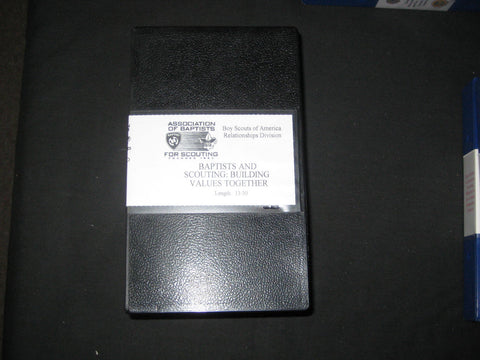 ASSOCIATION
OF BAPTISTS
FOR SCOUTING
Boy Scouts of America
Relationships Division
BAPTISTS AND
SCOUTING: BUILDING
VALUES TOGETHER
Length: